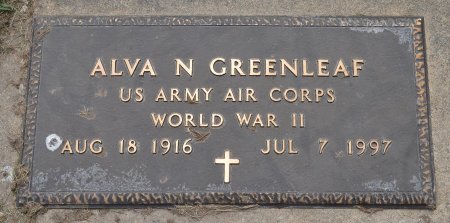 ALVA N GREENLEAF
US ARMY AIR CORPS
WORLD WAR II
AUG 18 1916 JUL 7 1997